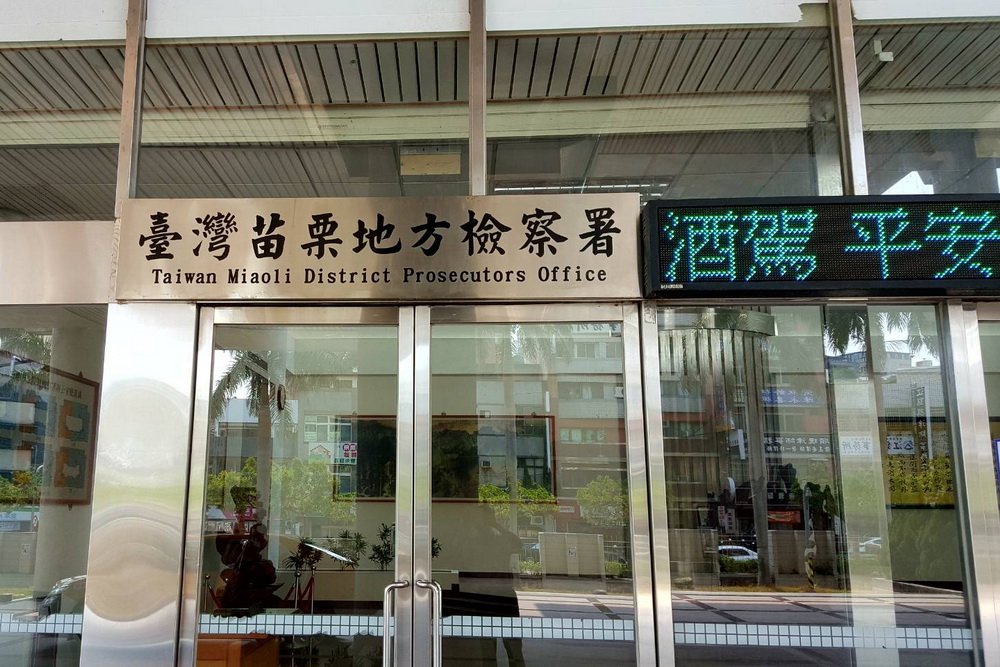 臺灣苗栗地方檢察署
Taiwan Miaoli District Prosecutors Office
酒駕 平安